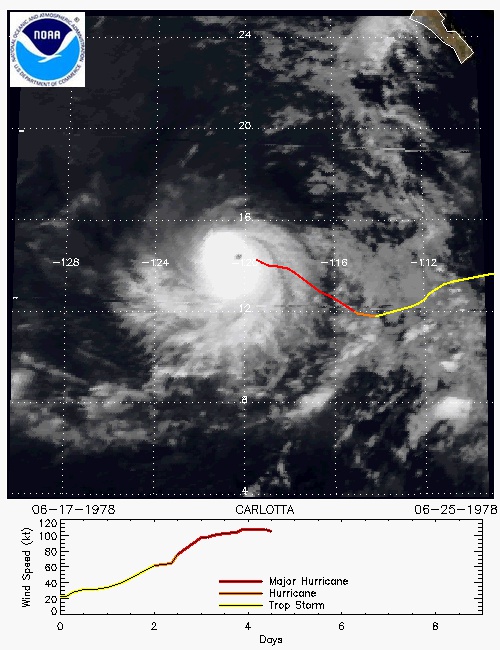 NATIONAL OCEANIC AND ATMOSPHERIC ADMINISTRATION
NOAA
U.S. DEPARTMENT OF COMMERCE
24
20
16
-128
-124
-116
-112
12
8
4
06-17-1978
CARLOTTA
06-25-1978
120
100
80
60
40
20
0
Wind Speed (kt)
Major Hurricane
Hurricane
Trop Storm
0
2
4
6
8
Days